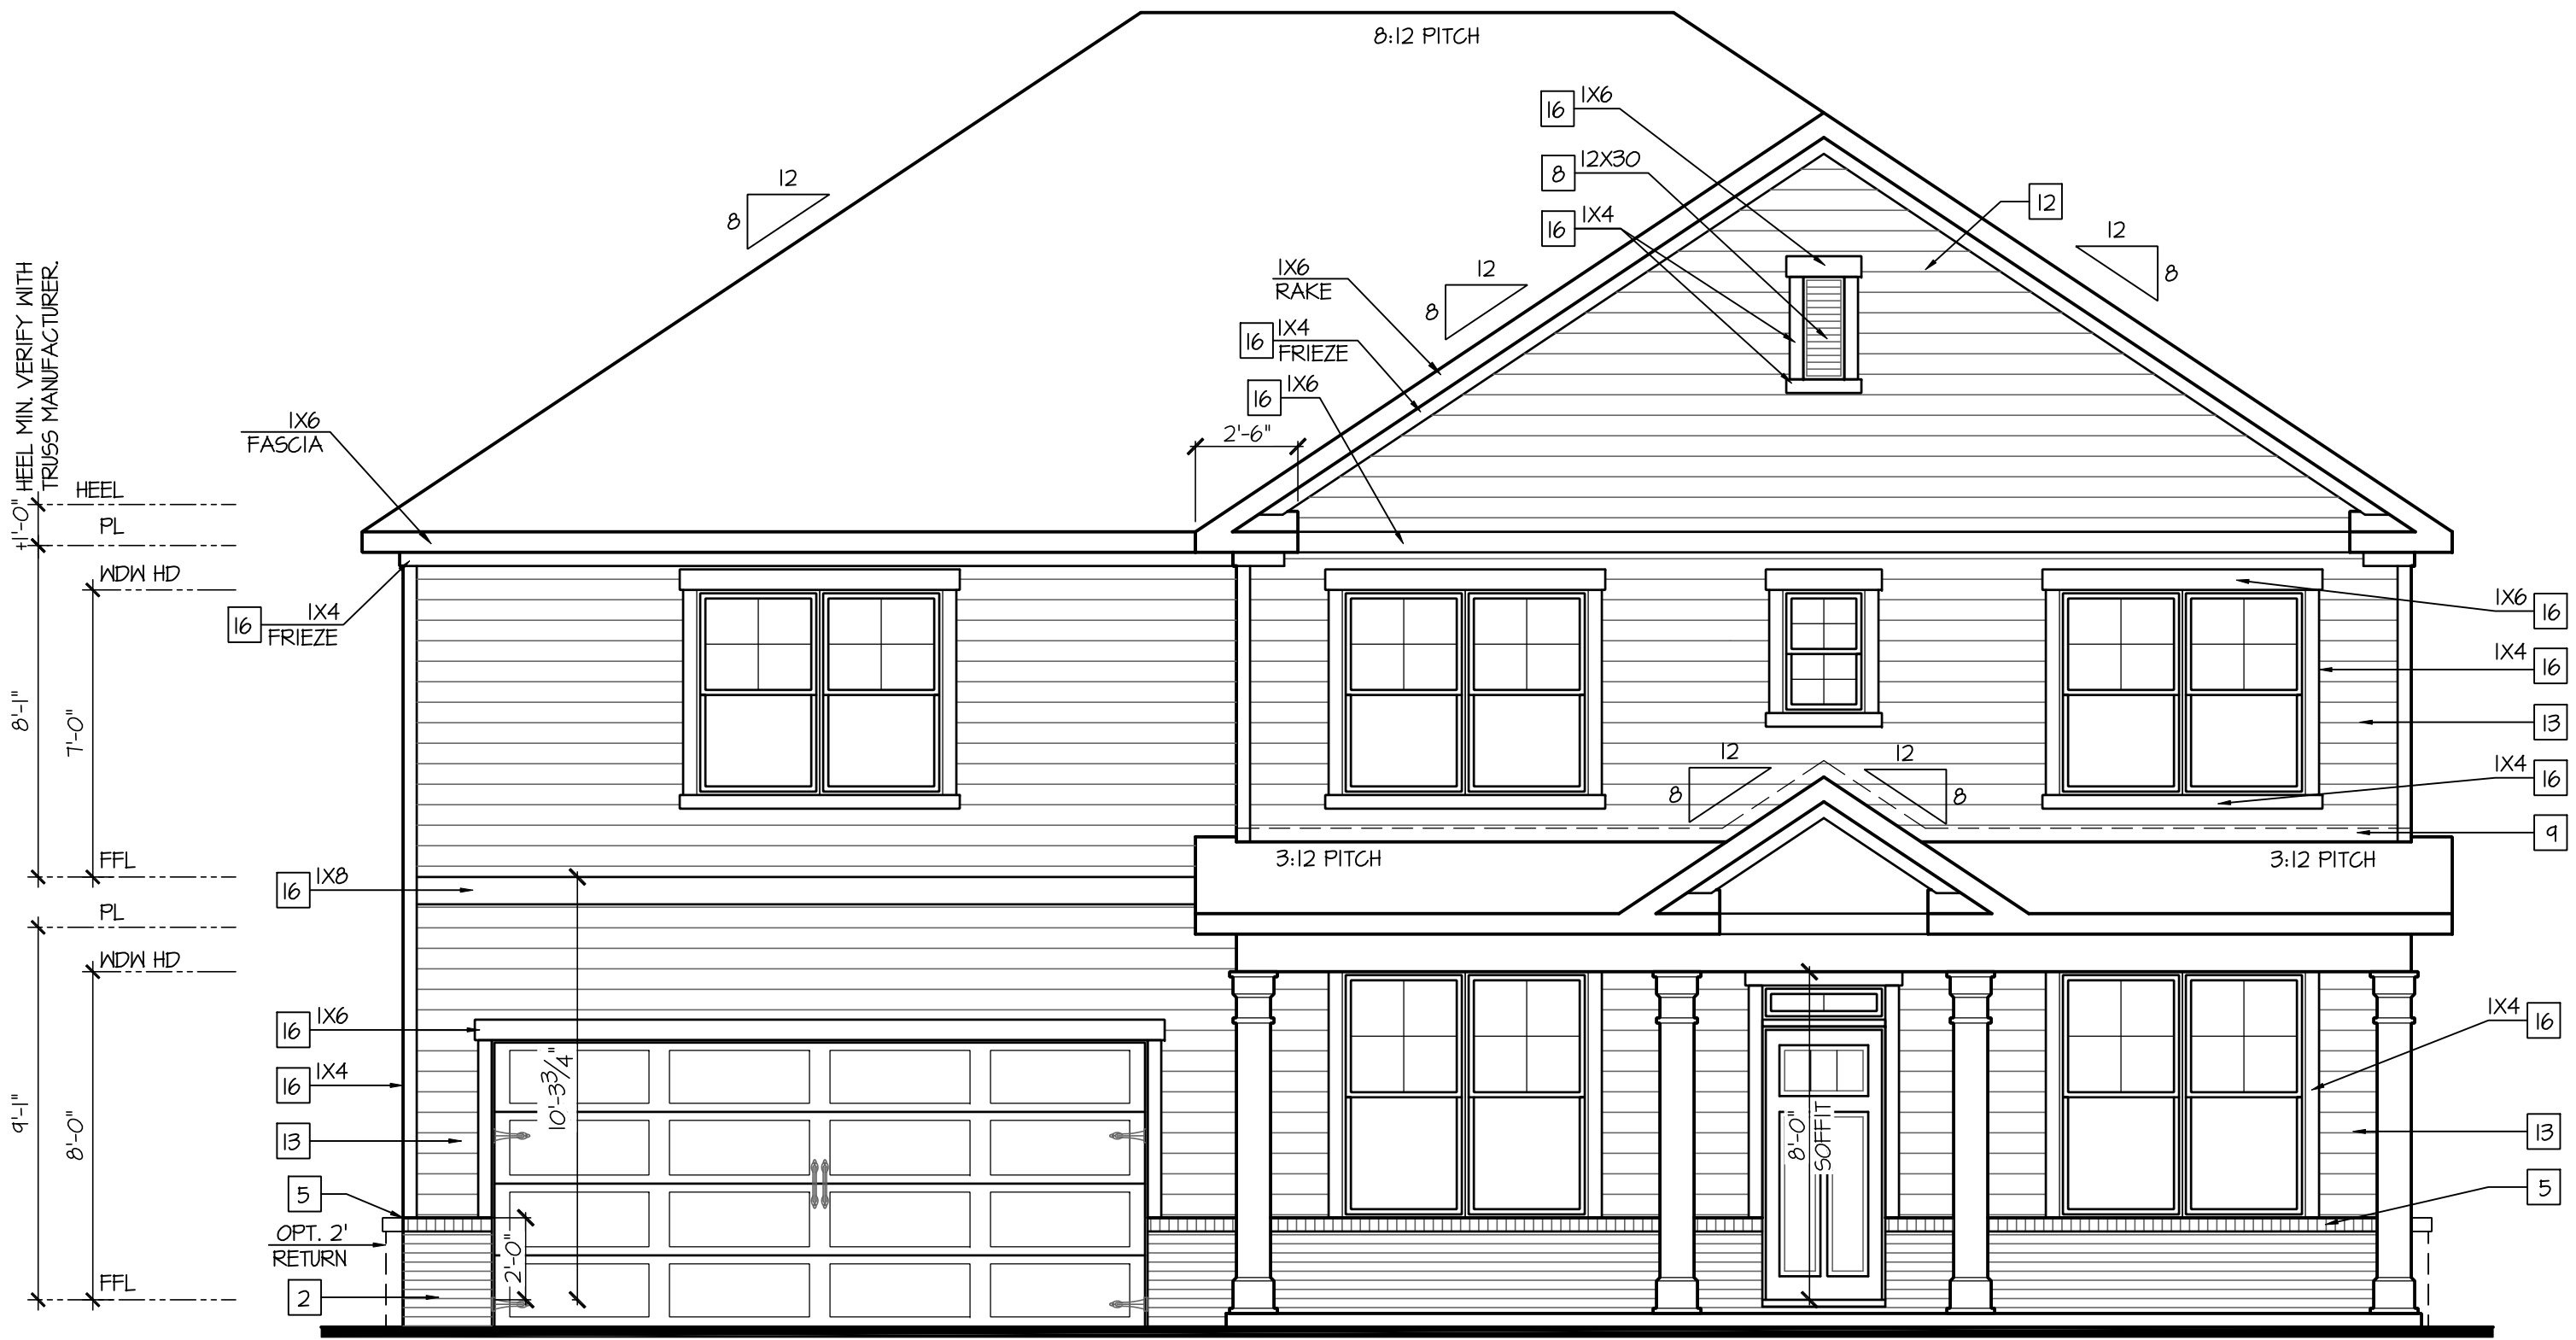 8:12 PITCH
16 1X6
8 12X30
16 1X4
12
12
8
12
8
12
8
1X6
RAKE
16 1X4
FRIEZE
16 1X6
2'-6"
1X6
FASCIA
HEEL MIN. VERIFY WITH
TRUSS MANUFACTURER.
±1'-0"
HEEL
PL
WDW HD
16 1X4
FRIEZE
8'-1"
7'-0"
1X6 16
1X4 16
13
1X4 16
9
12
8
12
8
3:12 PITCH
3:12 PITCH
FFL
16 1X8
PL
WDW HD
16 1X6
16 1X4
13
5
OPT. 2'
RETURN
2
FFL
9'-1"
8'-0"
10'-3 3/4"
2'-0"
8'-0"
SOFFIT
1X4 16
13
5